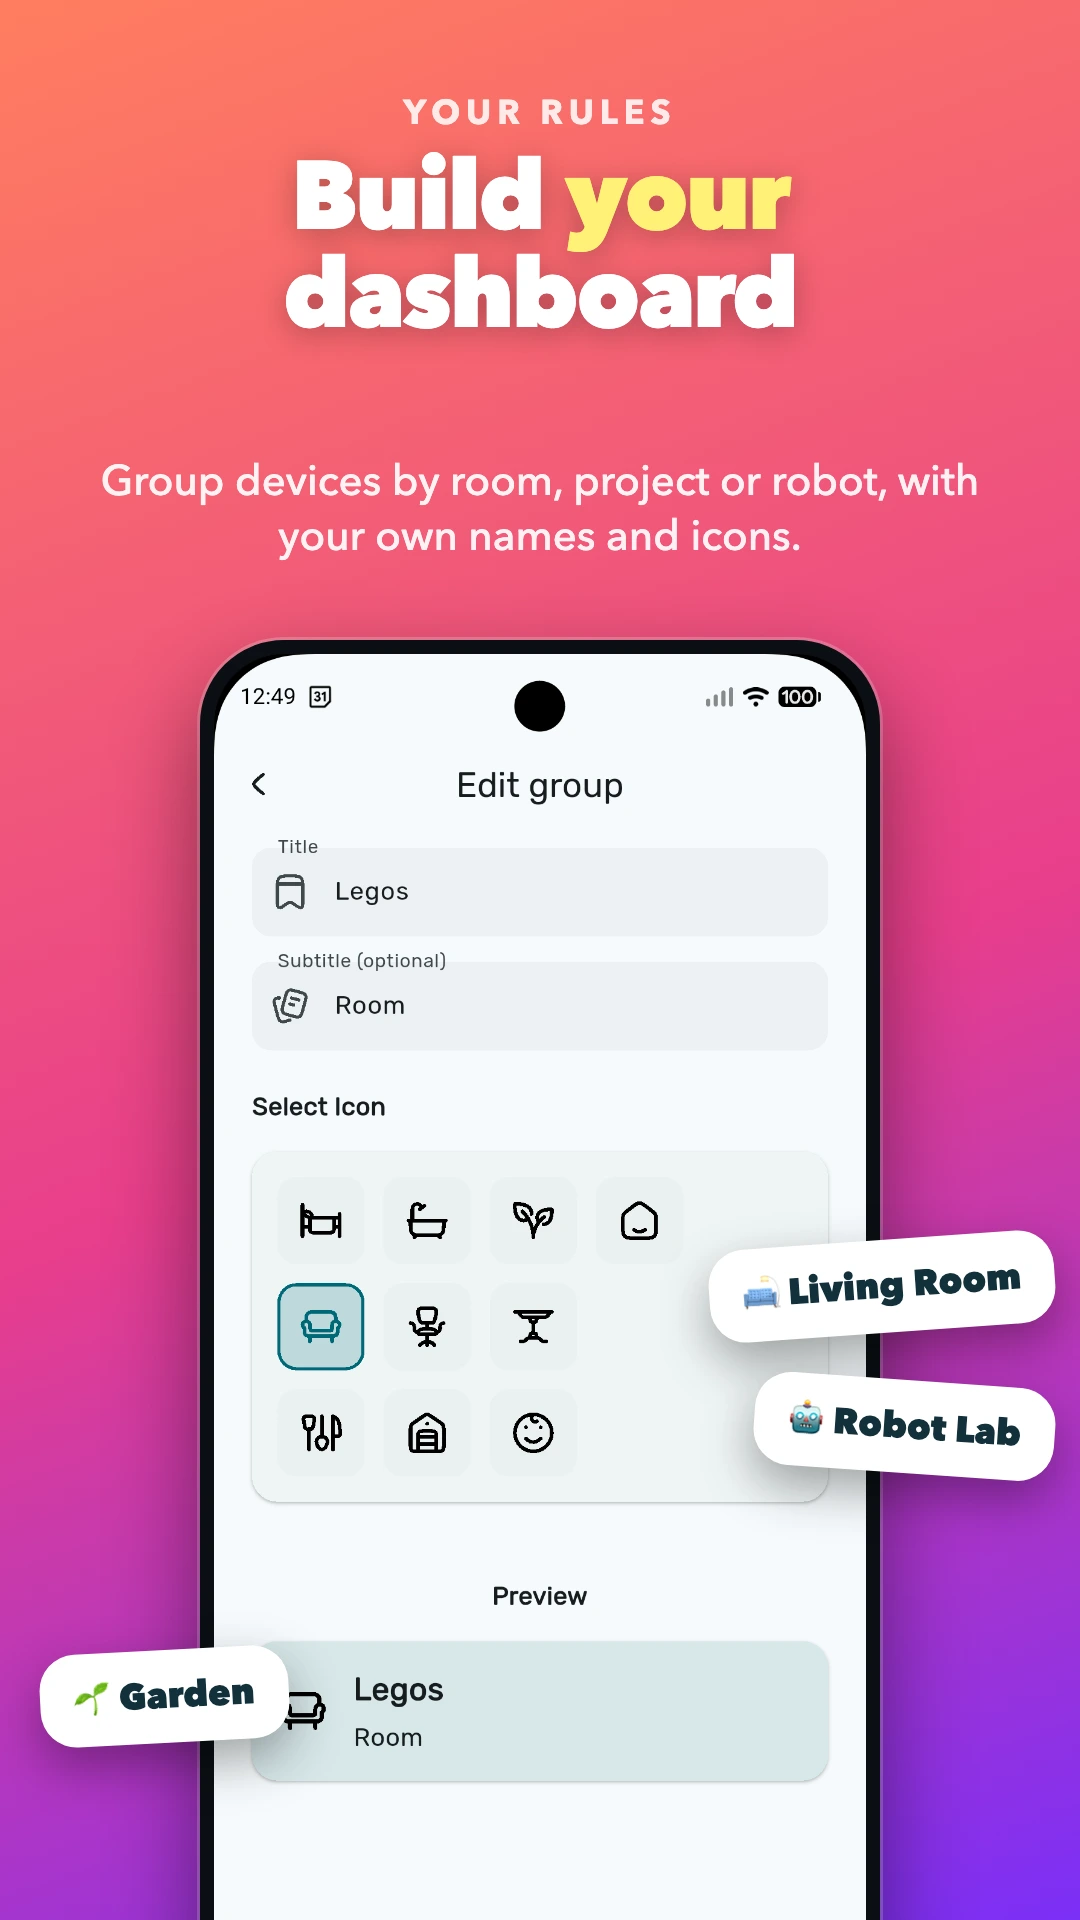 YOUR RULES
Build your
dashboard
Group devices by room, project or robot, with
your own names and icons.
12:49 31 100
Edit group
Title
Legos
Subtitle (optional)
Room
Select Icon
Living Room
Robot Lab
Preview
Garden
Legos
Room